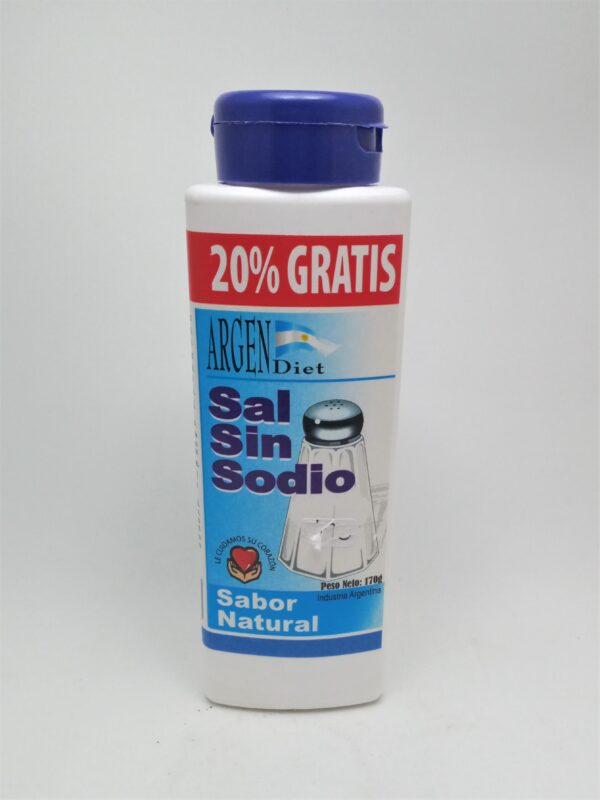 20% GRATIS
ARGEN
Diet
Sal
Sin
Sodio
LE CUIDAMOS SU CORAZÓN
Peso Neto: 170g
Industria Argentina
Sabor
Natural